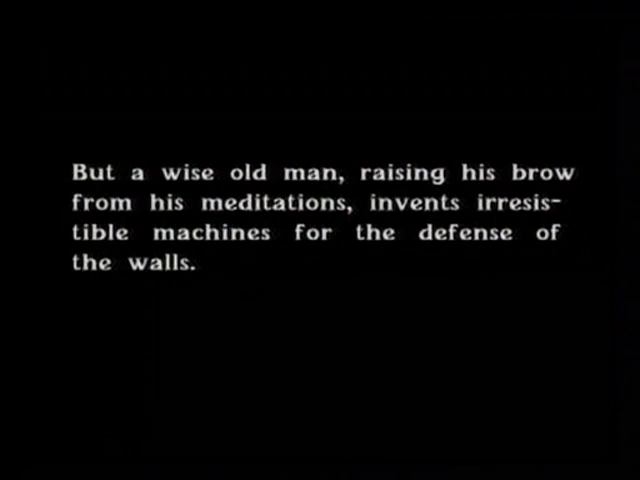 But a wise old man, raising his brow
from his meditations, invents irresis-
tible machines for the defense of
the walls.